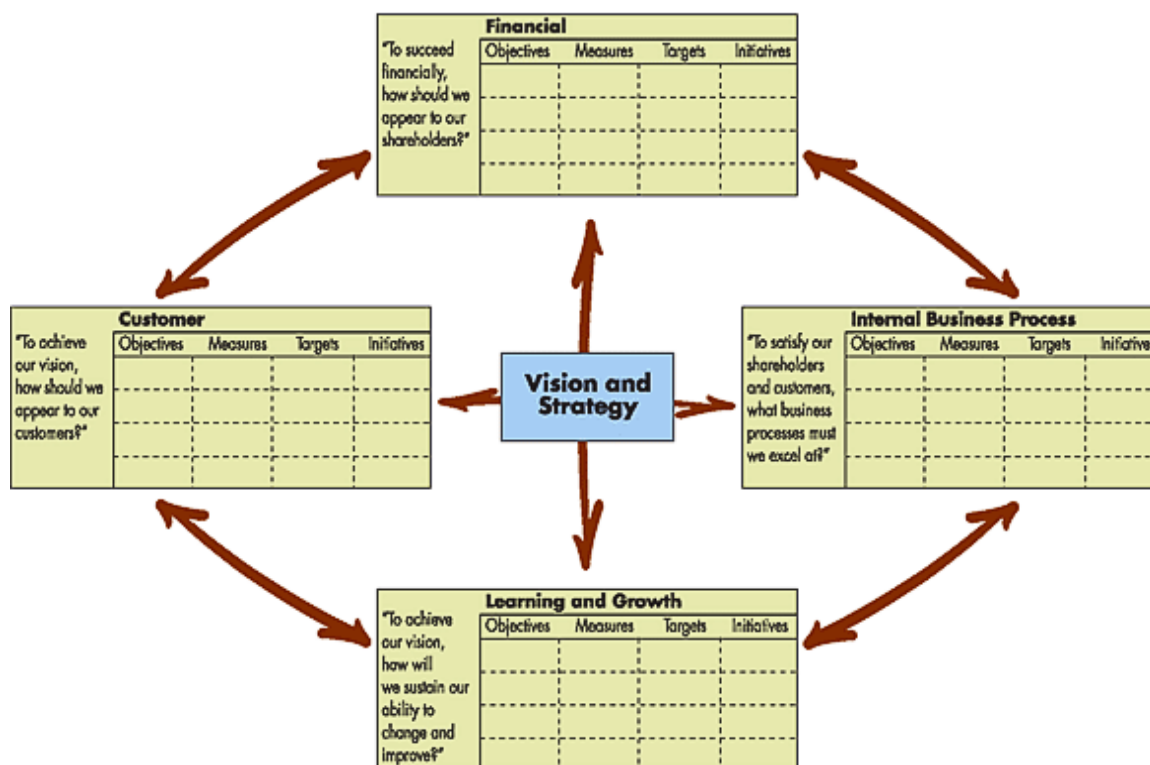 Financial
"To succeed
financially,
how should we
appear to our
shareholders?"
Objectives Measures Targets Initiatives
Customer
"To achieve
our vision,
how should we
appear to our
customers?"
Objectives Measures Targets Initiatives
Vision and
Strategy
Internal Business Process
"To satisfy our
shareholders
and customers,
what business
processes must
we excel at?"
Objectives Measures Targets Initiatives
Learning and Growth
"To achieve
our vision,
how will
we sustain our
ability to
change and
improve?"
Objectives Measures Targets Initiatives